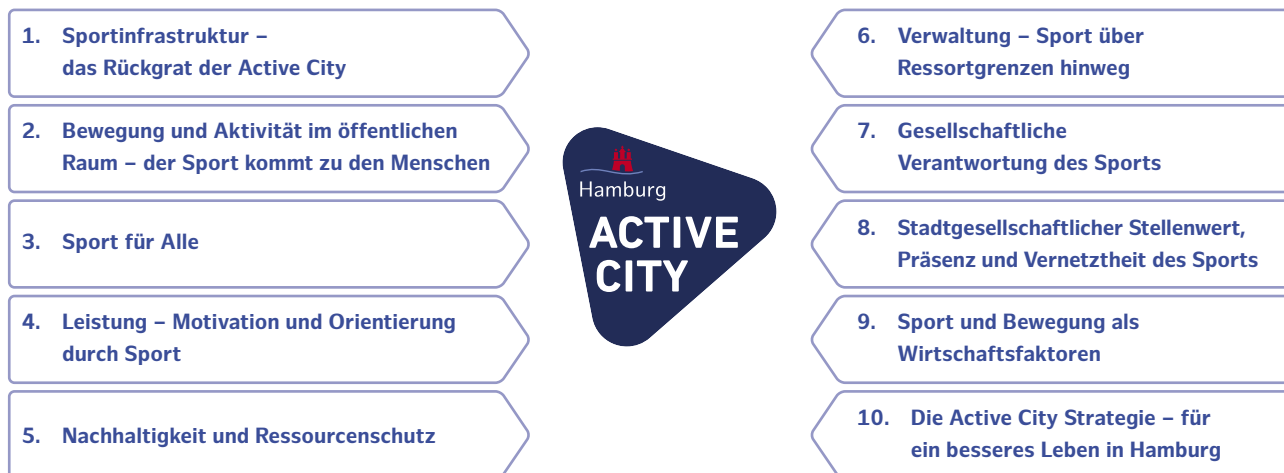 1. Sportinfrastruktur –
das Rückgrat der Active City
2. Bewegung und Aktivität im öffentlichen
Raum – der Sport kommt zu den Menschen
3. Sport für Alle
4. Leistung – Motivation und Orientierung
durch Sport
5. Nachhaltigkeit und Ressourcenschutz
Hamburg
ACTIVE
CITY
6. Verwaltung – Sport über
Ressortgrenzen hinweg
7. Gesellschaftliche
Verantwortung des Sports
8. Stadtgesellschaftlicher Stellenwert,
Präsenz und Vernetztheit des Sports
9. Sport und Bewegung als
Wirtschaftsfaktoren
10. Die Active City Strategie – für
ein besseres Leben in Hamburg